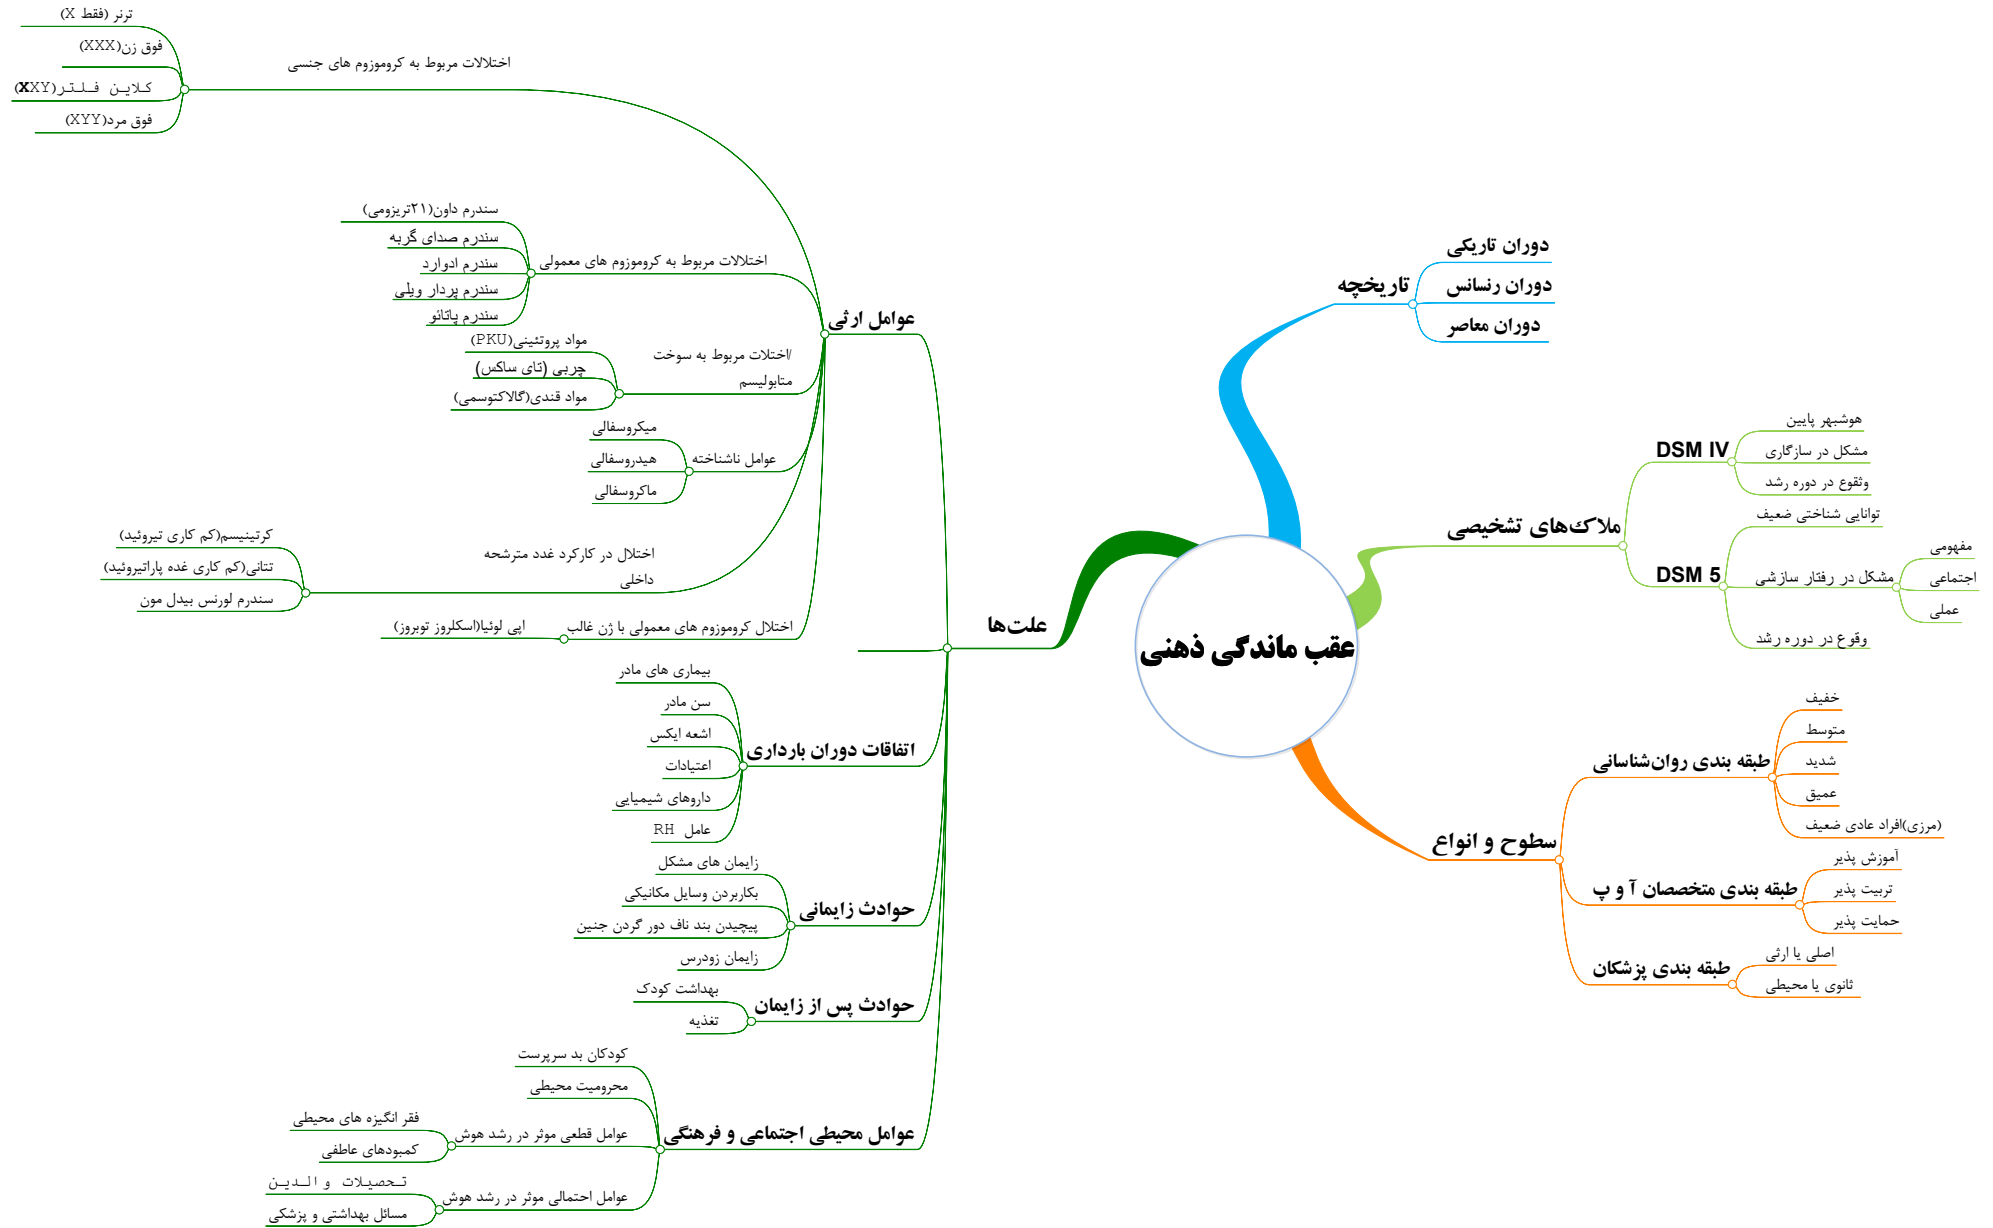 عقب ماندگی ذهنی
تاریخچه
دوران تاریکی
دوران رنسانس
دوران معاصر
ملاک‌های تشخیصی
DSM IV
هوشبهر پایین
مشکل در سازگاری
وثقوع در دوره رشد
DSM 5
توانایی شناختی ضعیف
مشکل در رفتار سازشی
مفهومی
اجتماعی
عملی
وقوع در دوره رشد
سطوح و انواع
طبقه بندی روان‌شناسانی
خفیف
متوسط
شدید
عمیق
(مرزی)افراد عادی ضعیف
طبقه بندی متخصصان آ و پ
آموزش پذیر
تربیت پذیر
حمایت پذیر
طبقه بندی پزشکان
اصلی یا ارثی
ثانوی یا محیطی
علت‌ها
عوامل ارثی
اختلالات مربوط به کروموزوم های جنسی
ترنر (فقط X)
فوق زن(XXX)
کلاین فلتر(XXY)
فوق مرد(XYY)
اختلالات مربوط به کروموزوم های معمولی
سندرم داون(۲۱تریزومی)
سندرم صدای گربه
سندرم ادوارد
سندرم پردار ویلی
سندرم پاتائو
/اختلات مربوط به سوخت
متابولیسم
مواد پروتئینی(PKU)
چربی (تای ساکس)
مواد قندی(گالاکتوسمی)
عوامل ناشناخته
میکروسفالی
هیدروسفالی
ماکروسفالی
اختلال در کارکرد غدد مترشحه
داخلی
کرتینیسم(کم کاری تیروئید)
تتانی(کم کاری غده پاراتیروئید)
سندرم لورنس بیدل مون
اختلال کروموزوم های معمولی با ژن غالب
اپی لوئیا(اسکلروز توبروز)
اتفاقات دوران بارداری
بیماری های مادر
سن مادر
اشعه ایکس
اعتیادات
داروهای شیمیایی
عامل RH
حوادث زایمانی
زایمان های مشکل
بکاربردن وسایل مکانیکی
پیچیدن بند ناف دور گردن جنین
زایمان زودرس
حوادث پس از زایمان
بهداشت کودک
تغذیه
عوامل محیطی اجتماعی و فرهنگی
کودکان بد سرپرست
محرومیت محیطی
عوامل قطعی موثر در رشد هوش
فقر انگیزه های محیطی
کمبودهای عاطفی
عوامل احتمالی موثر در رشد هوش
تحصیلات والدین
مسائل بهداشتی و پزشکی